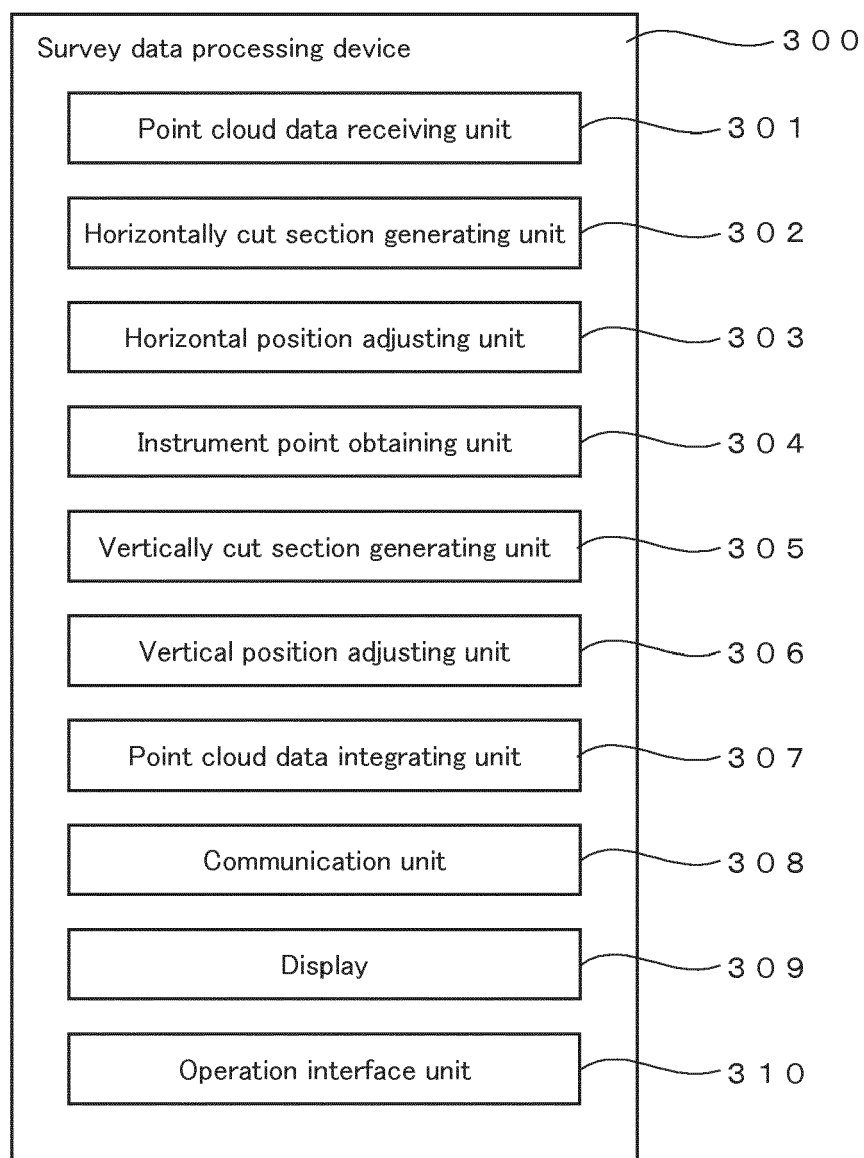 Survey data processing device
３００
Point cloud data receiving unit
３０１
Horizontally cut section generating unit
３０２
Horizontal position adjusting unit
３０３
Instrument point obtaining unit
３０４
Vertically cut section generating unit
３０５
Vertical position adjusting unit
３０６
Point cloud data integrating unit
３０７
Communication unit
３０８
Display
３０９
Operation interface unit
３１０